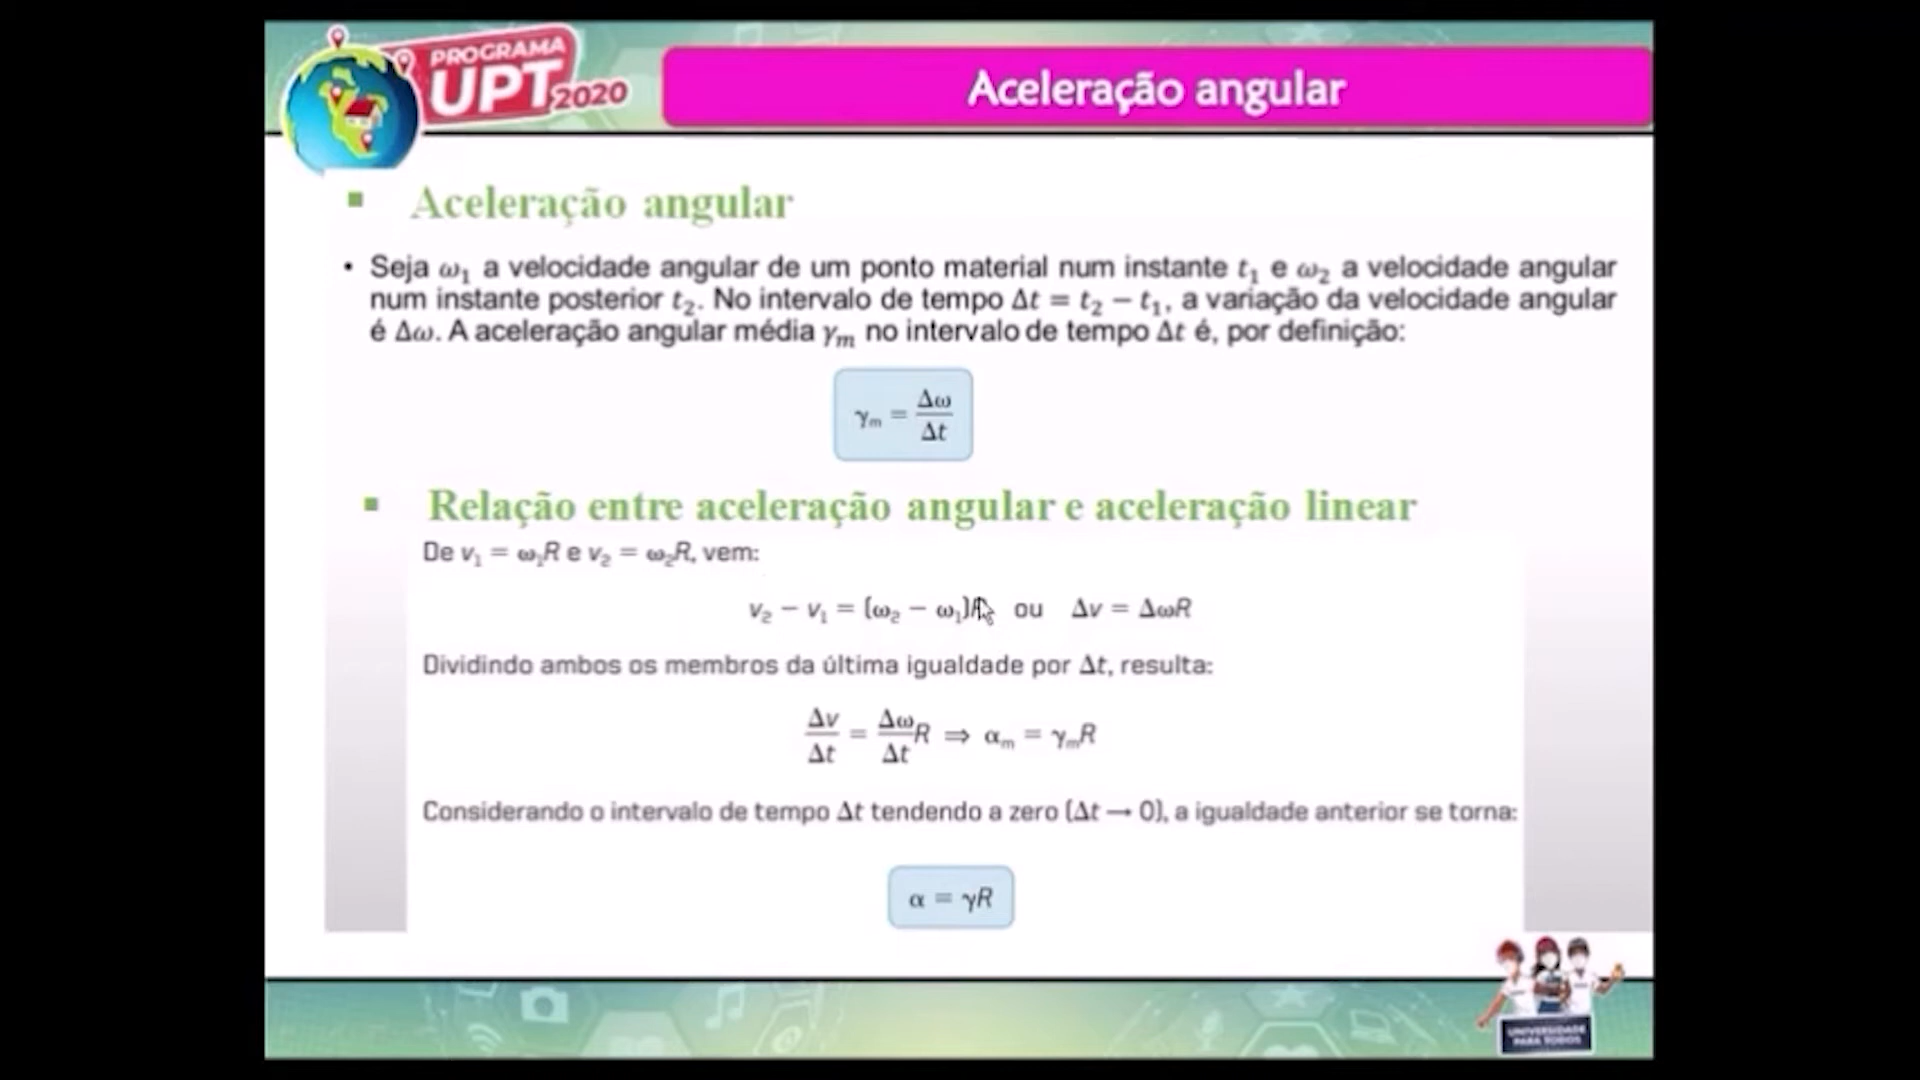 PROGRAMA
UPT2020
Aceleração angular
▪ Aceleração angular
• Seja ω₁ a velocidade angular de um ponto material num instante t₁ e ω₂ a velocidade angular
num instante posterior t₂. No intervalo de tempo Δt = t₂ − t₁, a variação da velocidade angular
é Δω. A aceleração angular média γₘ no intervalo de tempo Δt é, por definição:
γₘ = Δω/Δt
▪ Relação entre aceleração angular e aceleração linear
De v₁ = ω₁R e v₂ = ω₂R, vem:
v₂ − v₁ = (ω₂ − ω₁)R ou Δv = ΔωR
Dividindo ambos os membros da última igualdade por Δt, resulta:
Δv/Δt = Δω/Δt R ⇒ αₘ = γₘR
Considerando o intervalo de tempo Δt tendendo a zero (Δt → 0), a igualdade anterior se torna:
α = γR
UNIVERSIDADE
PARA TODOS